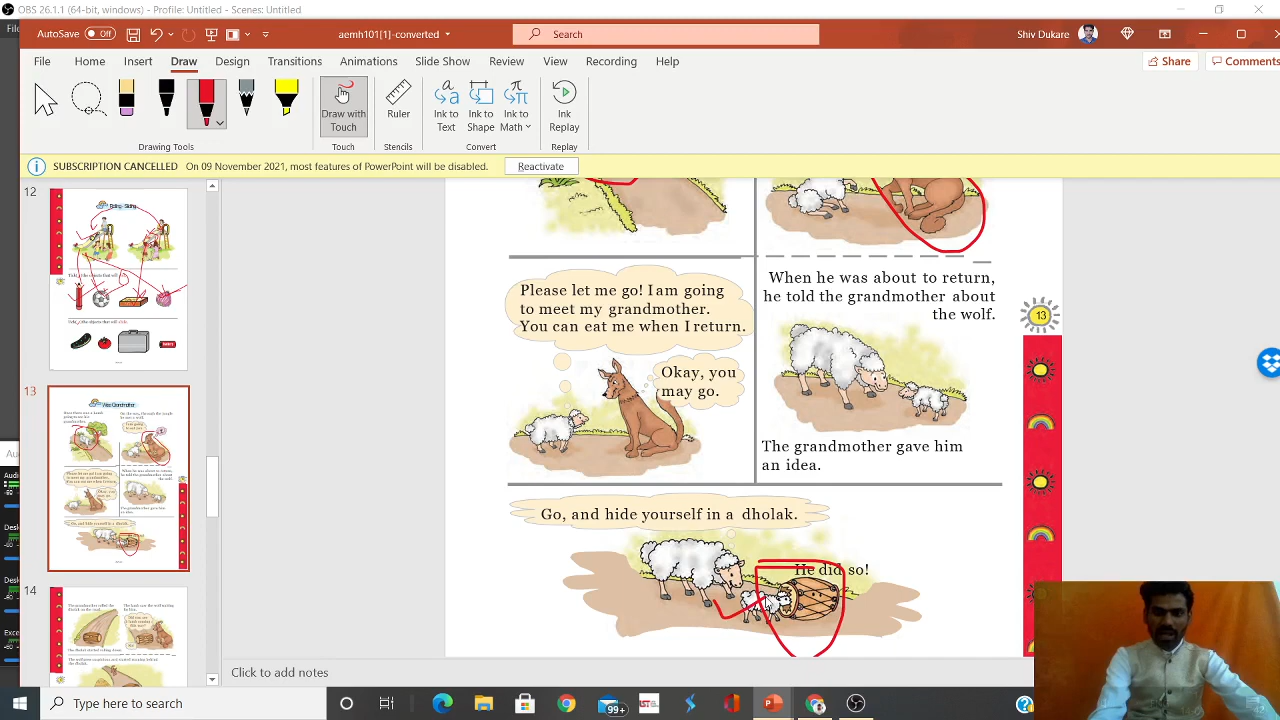 OBS 26.1.1 (64-bit, windows) - Profile: Untitled - Scenes: Untitled
AutoSave Off
aemh101[1]-converted
Search
Shiv Dukare
File Home Insert Draw Design Transitions Animations Slide Show Review View Recording Help
Share Comments
Draw with
Touch
Ruler
Ink to
Text
Ink to
Shape
Ink to
Math
Ink
Replay
Drawing Tools Touch Stencils Convert Replay
SUBSCRIPTION CANCELLED On 09 November 2021, most features of PowerPoint will be disabled. Reactivate
12
13
14
Please let me go! I am going
to meet my grandmother.
You can eat me when I return.
Okay, you
may go.
When he was about to return,
he told the grandmother about
the wolf.
13
The grandmother gave him
an idea.
Go, and hide yourself in a dholak.
He did so!
Click to add notes
Type here to search
99+